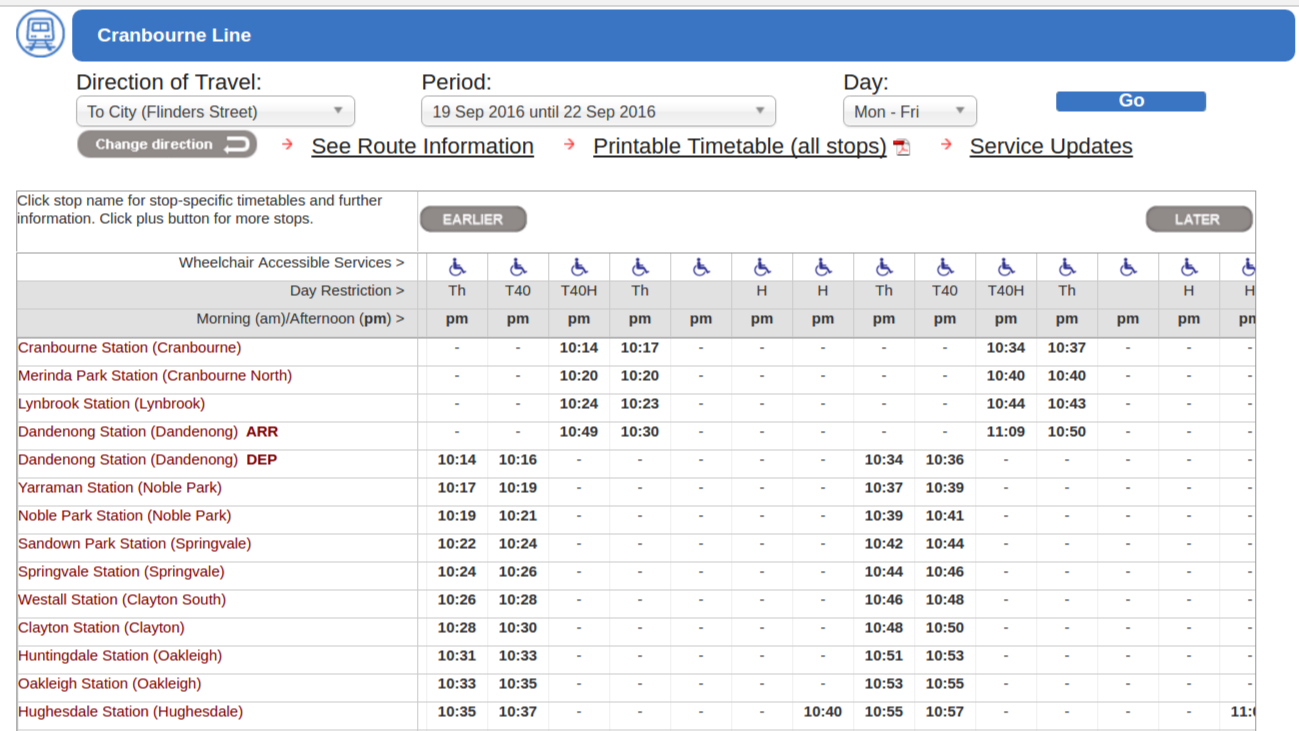 Cranbourne Line
Direction of Travel: Period: Day:
To City (Flinders Street) 19 Sep 2016 until 22 Sep 2016 Mon - Fri Go
Change direction See Route Information Printable Timetable (all stops) Service Updates
Click stop name for stop-specific timetables and further
information. Click plus button for more stops.
EARLIER LATER
Wheelchair Accessible Services >
Day Restriction > Th T40 T40H Th H H Th T40 T40H Th H H
Morning (am)/Afternoon (pm) > pm pm pm pm pm pm pm pm pm pm pm pm pm pm
Cranbourne Station (Cranbourne) - - 10:14 10:17 - - - - - 10:34 10:37 - - -
Merinda Park Station (Cranbourne North) - - 10:20 10:20 - - - - - 10:40 10:40 - - -
Lynbrook Station (Lynbrook) - - 10:24 10:23 - - - - - 10:44 10:43 - - -
Dandenong Station (Dandenong) ARR - - 10:49 10:30 - - - - - 11:09 10:50 - - -
Dandenong Station (Dandenong) DEP 10:14 10:16 - - - - - 10:34 10:36 - - - - -
Yarraman Station (Noble Park) 10:17 10:19 - - - - - 10:37 10:39 - - - - -
Noble Park Station (Noble Park) 10:19 10:21 - - - - - 10:39 10:41 - - - - -
Sandown Park Station (Springvale) 10:22 10:24 - - - - - 10:42 10:44 - - - - -
Springvale Station (Springvale) 10:24 10:26 - - - - - 10:44 10:46 - - - - -
Westall Station (Clayton South) 10:26 10:28 - - - - - 10:46 10:48 - - - - -
Clayton Station (Clayton) 10:28 10:30 - - - - - 10:48 10:50 - - - - -
Huntingdale Station (Oakleigh) 10:31 10:33 - - - - - 10:51 10:53 - - - - -
Oakleigh Station (Oakleigh) 10:33 10:35 - - - - - 10:53 10:55 - - - - -
Hughesdale Station (Hughesdale) 10:35 10:37 - - - - 10:40 10:55 10:57 - - - -